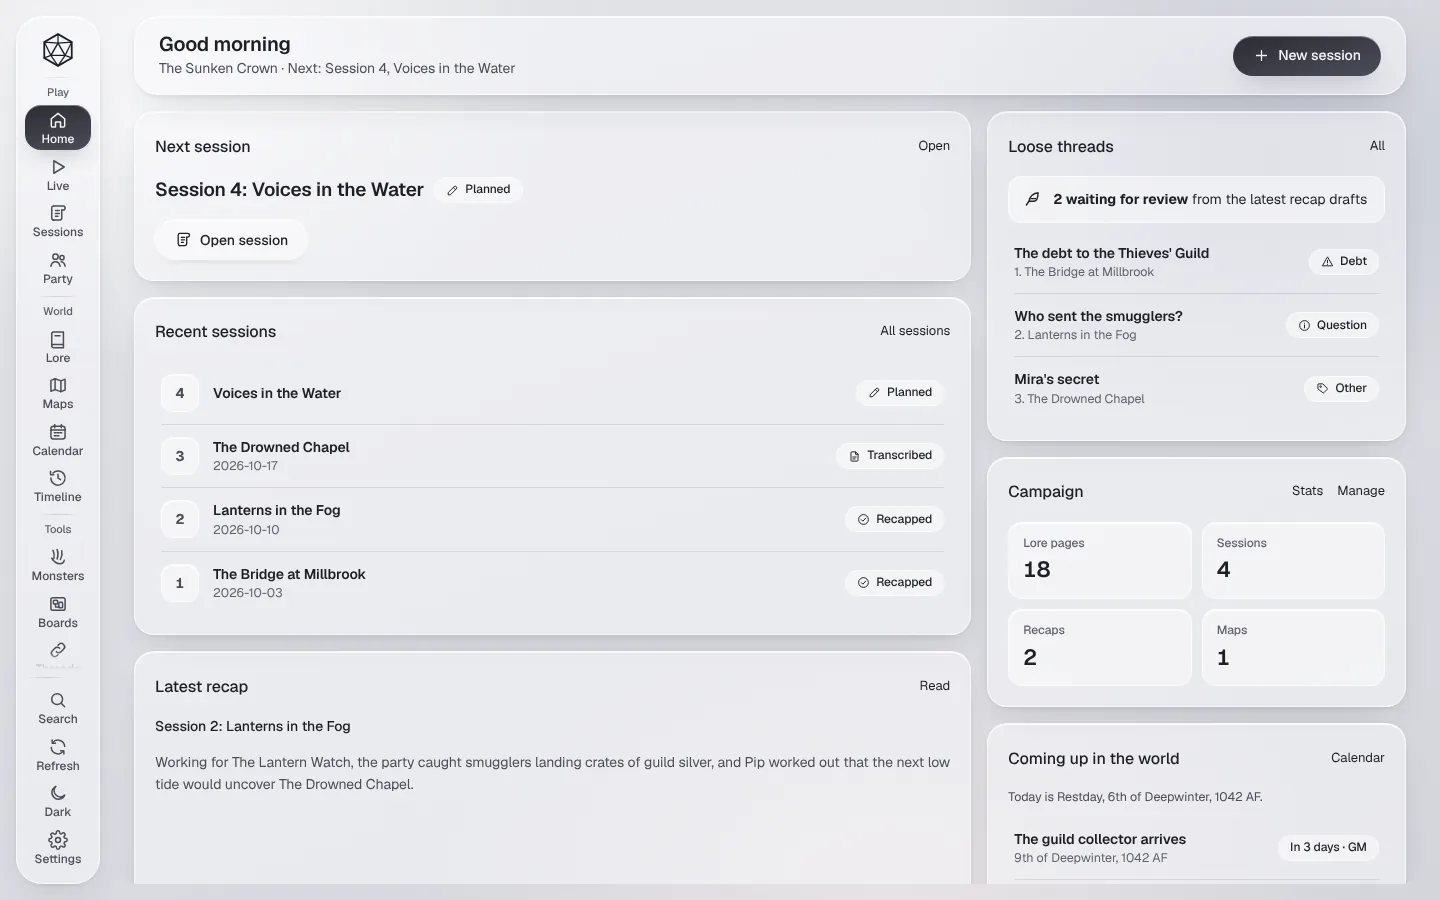 Play
Home
Live
Sessions
Party
World
Lore
Maps
Calendar
Timeline
Tools
Monsters
Boards
Search
Refresh
Dark
Settings
Good morning
The Sunken Crown · Next: Session 4, Voices in the Water
New session
Next session
Open
Session 4: Voices in the Water
Planned
Open session
Recent sessions
All sessions
4
Voices in the Water
Planned
3
The Drowned Chapel
2026-10-17
Transcribed
2
Lanterns in the Fog
2026-10-10
Recapped
1
The Bridge at Millbrook
2026-10-03
Recapped
Latest recap
Read
Session 2: Lanterns in the Fog
Working for The Lantern Watch, the party caught smugglers landing crates of guild silver, and Pip worked out that the next low
tide would uncover The Drowned Chapel.
Loose threads
All
2 waiting for review from the latest recap drafts
The debt to the Thieves' Guild
1. The Bridge at Millbrook
Debt
Who sent the smugglers?
2. Lanterns in the Fog
Question
Mira's secret
3. The Drowned Chapel
Other
Campaign
Stats
Manage
Lore pages
18
Sessions
4
Recaps
2
Maps
1
Coming up in the world
Calendar
Today is Restday, 6th of Deepwinter, 1042 AF.
The guild collector arrives
9th of Deepwinter, 1042 AF
In 3 days · GM